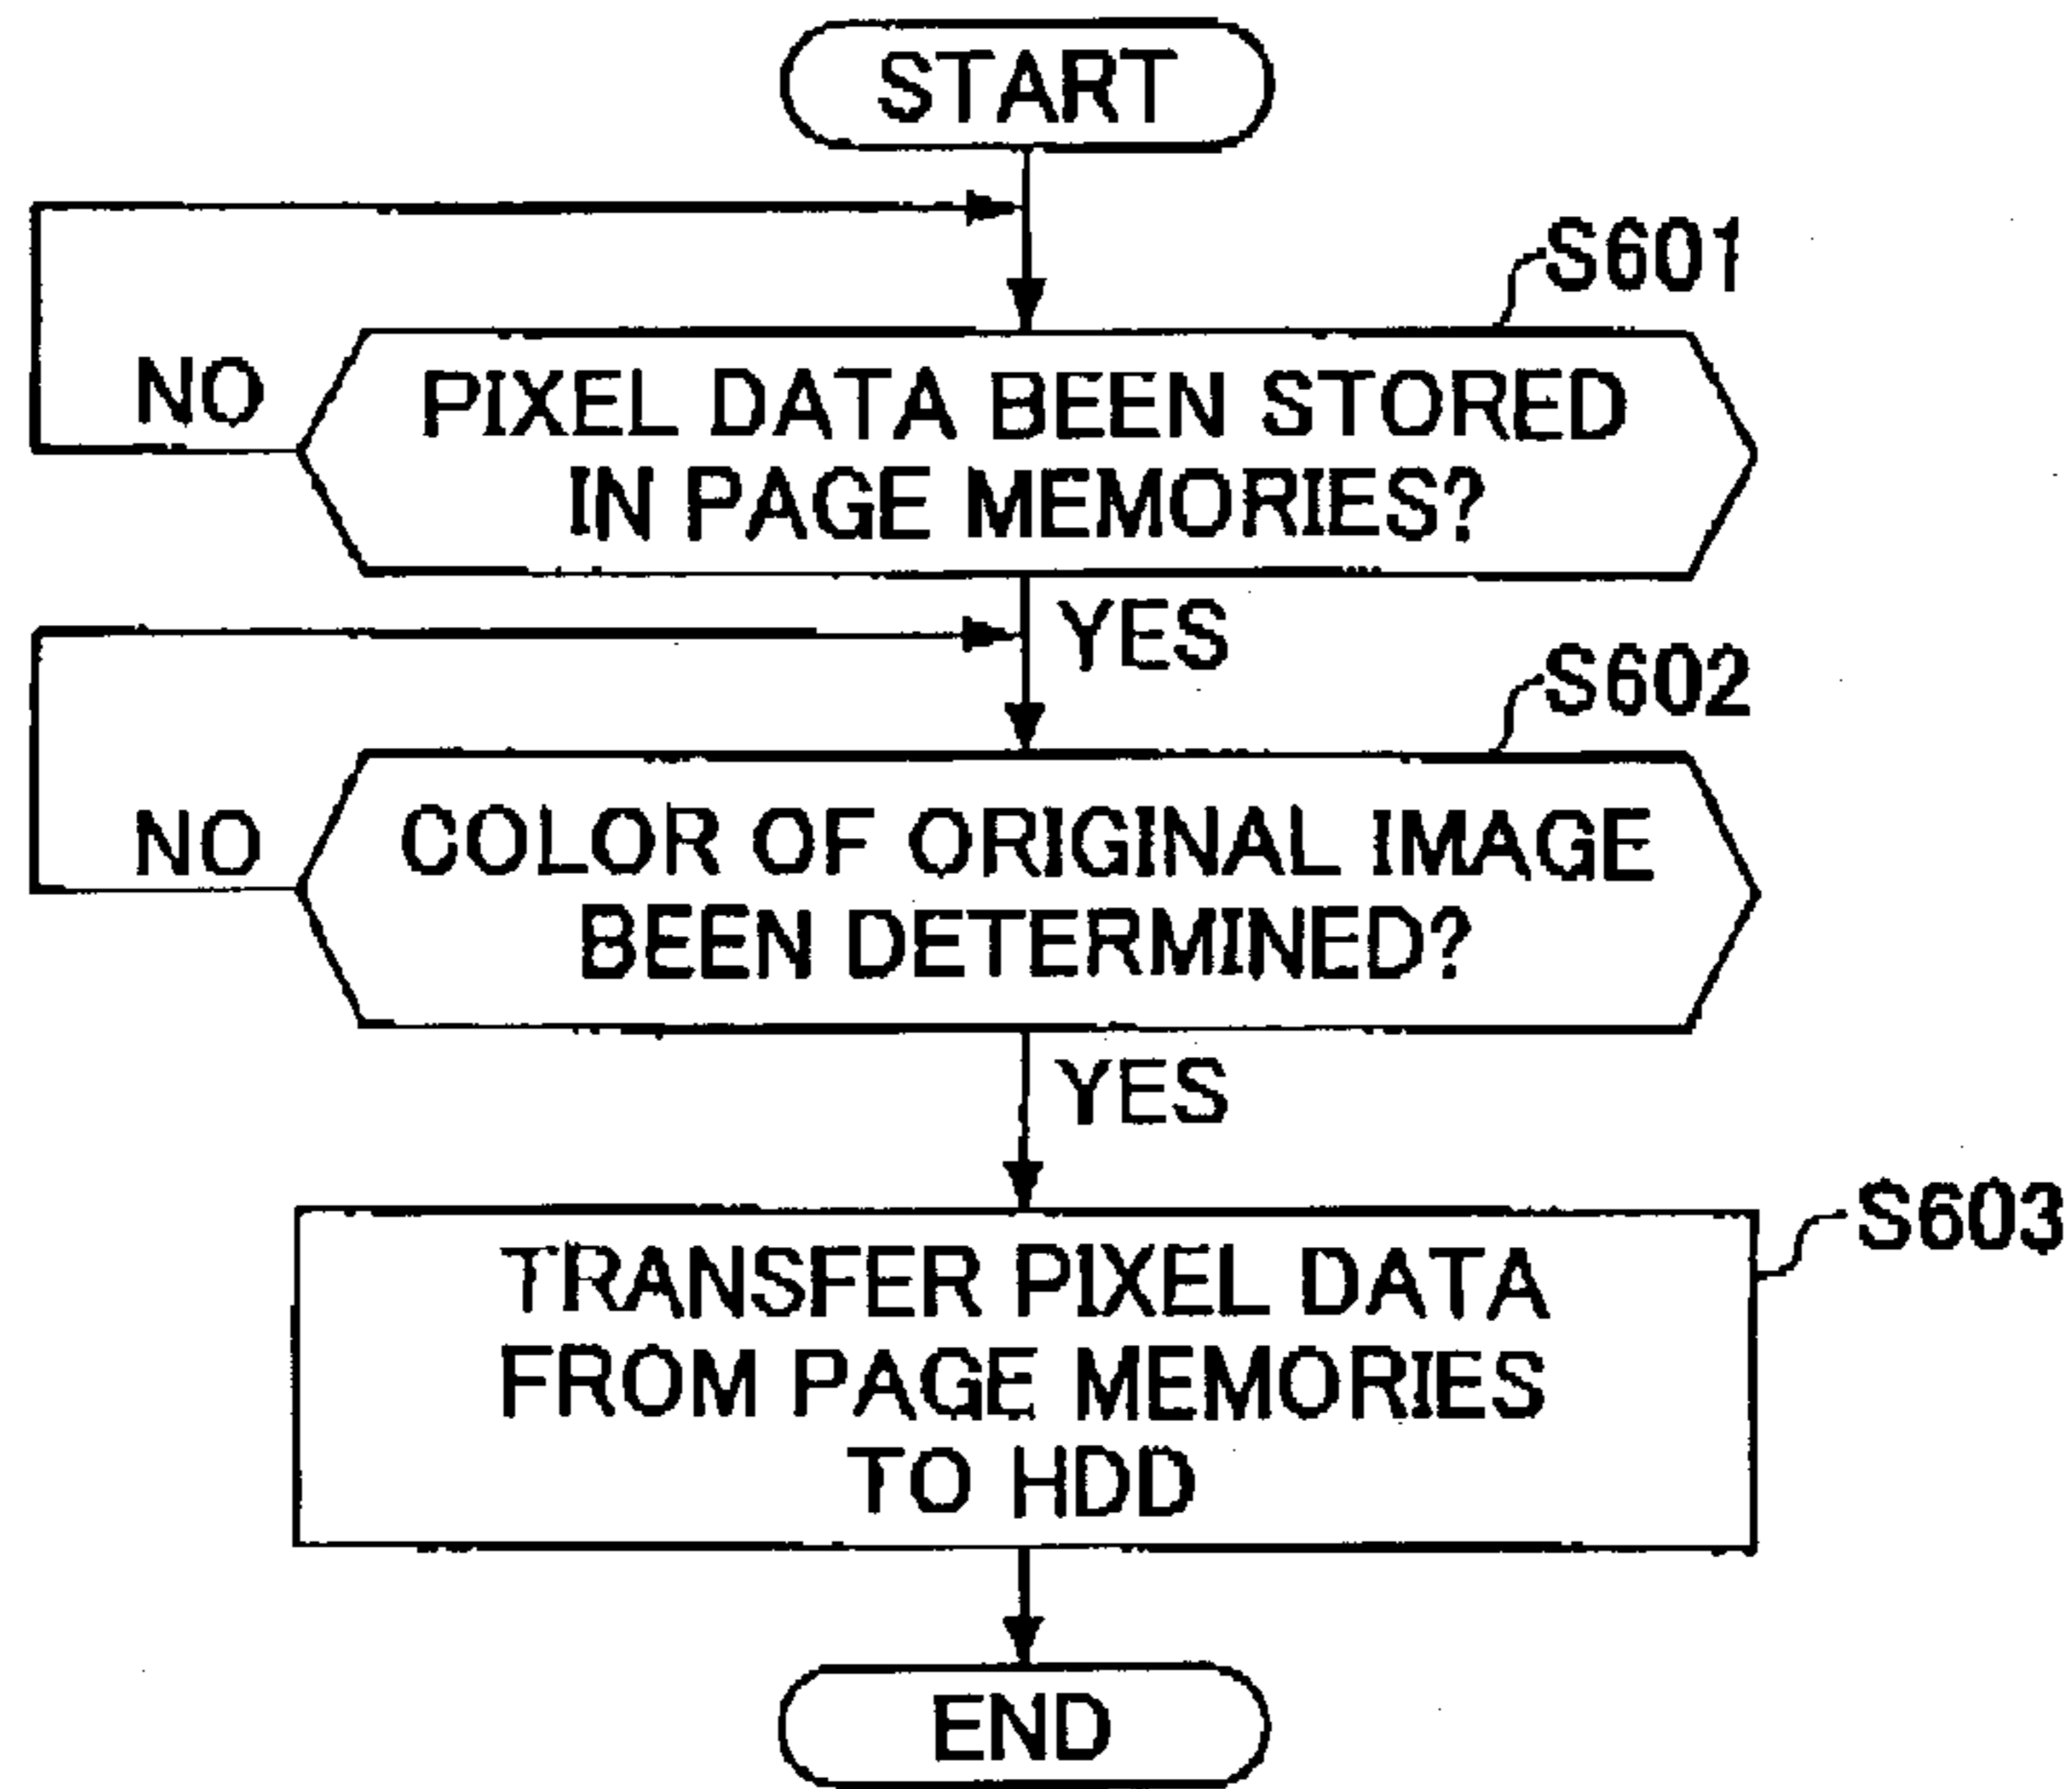 START
S601
NO
PIXEL DATA BEEN STORED
IN PAGE MEMORIES?
YES
S602
NO
COLOR OF ORIGINAL IMAGE
BEEN DETERMINED?
YES
S603
TRANSFER PIXEL DATA
FROM PAGE MEMORIES
TO HDD
END